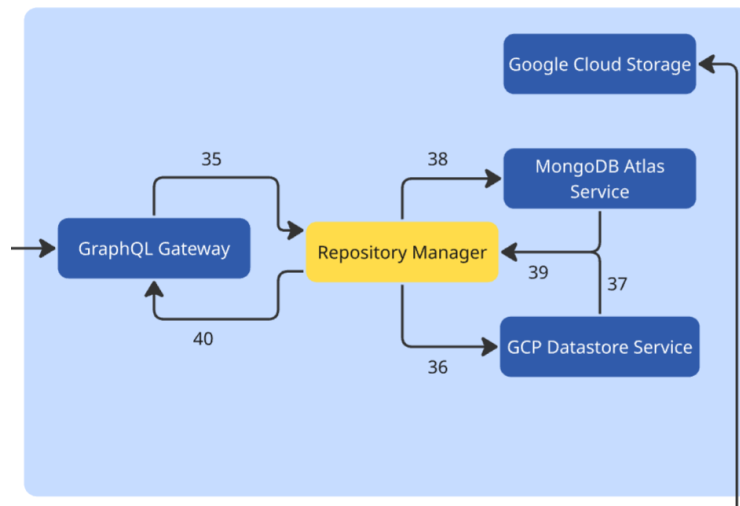 Google Cloud Storage
35
38
MongoDB Atlas
Service
GraphQL Gateway
Repository Manager
39
37
40
36
GCP Datastore Service